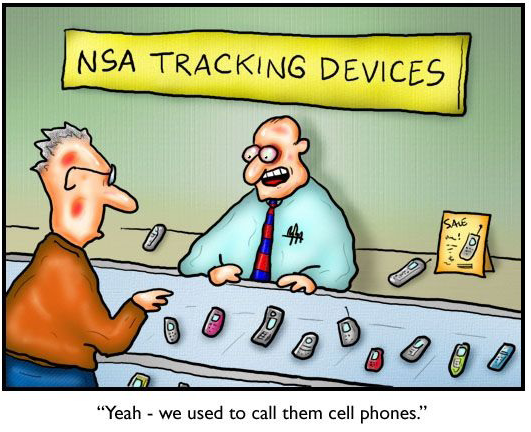 NSA TRACKING DEVICES
SALE
"Yeah - we used to call them cell phones."